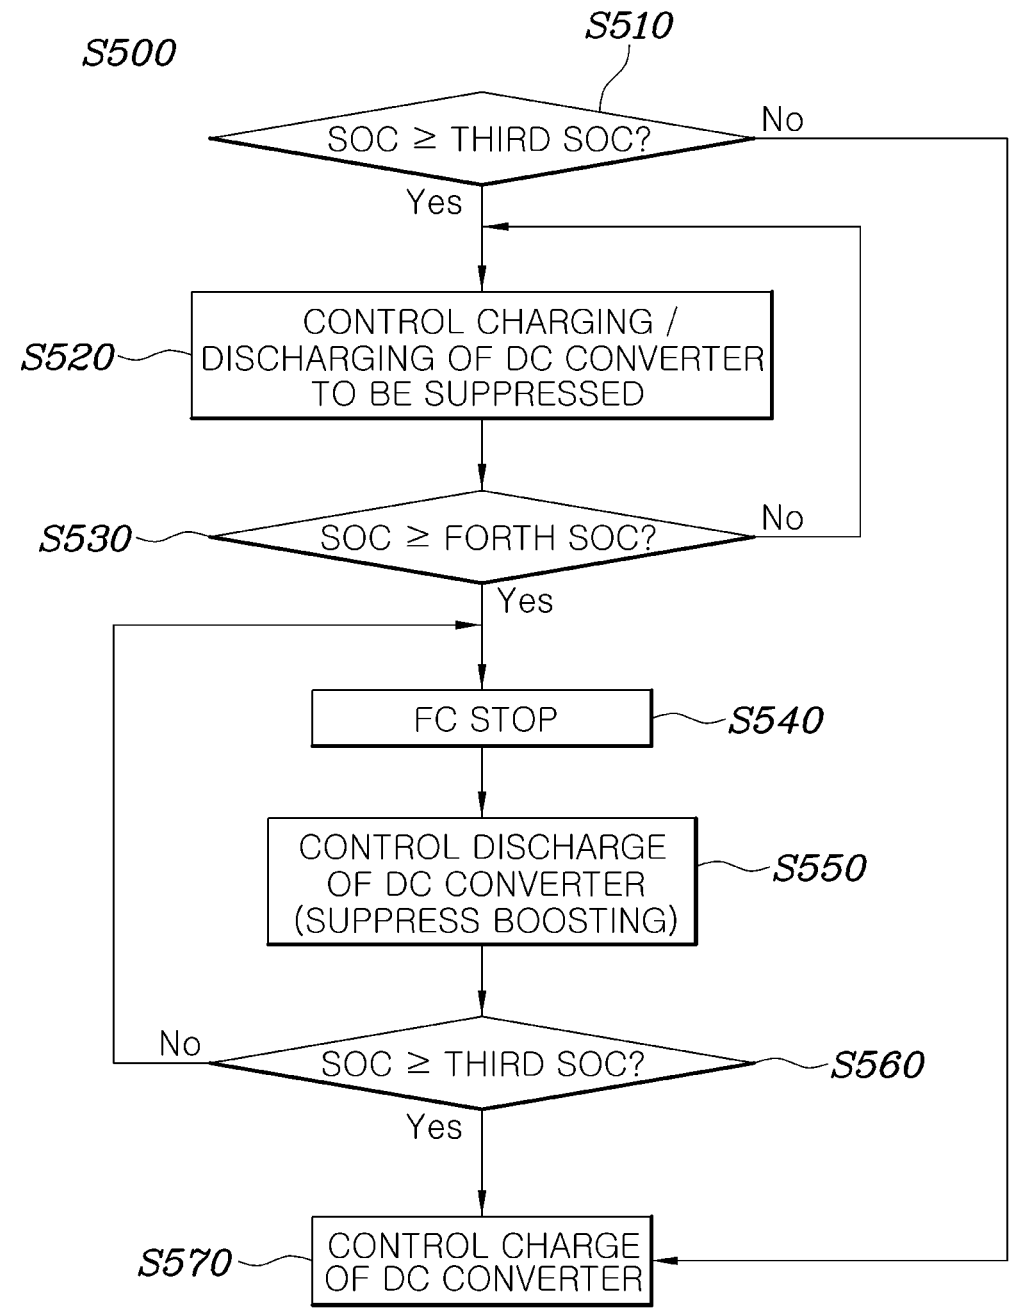 S500
S510
SOC ≥ THIRD SOC?
No
Yes
CONTROL CHARGING /
DISCHARGING OF DC CONVERTER
TO BE SUPPRESSED
S520
S530
SOC ≥ FORTH SOC?
No
Yes
FC STOP
S540
CONTROL DISCHARGE
OF DC CONVERTER
(SUPPRESS BOOSTING)
S550
No
SOC ≥ THIRD SOC?
S560
Yes
S570
CONTROL CHARGE
OF DC CONVERTER